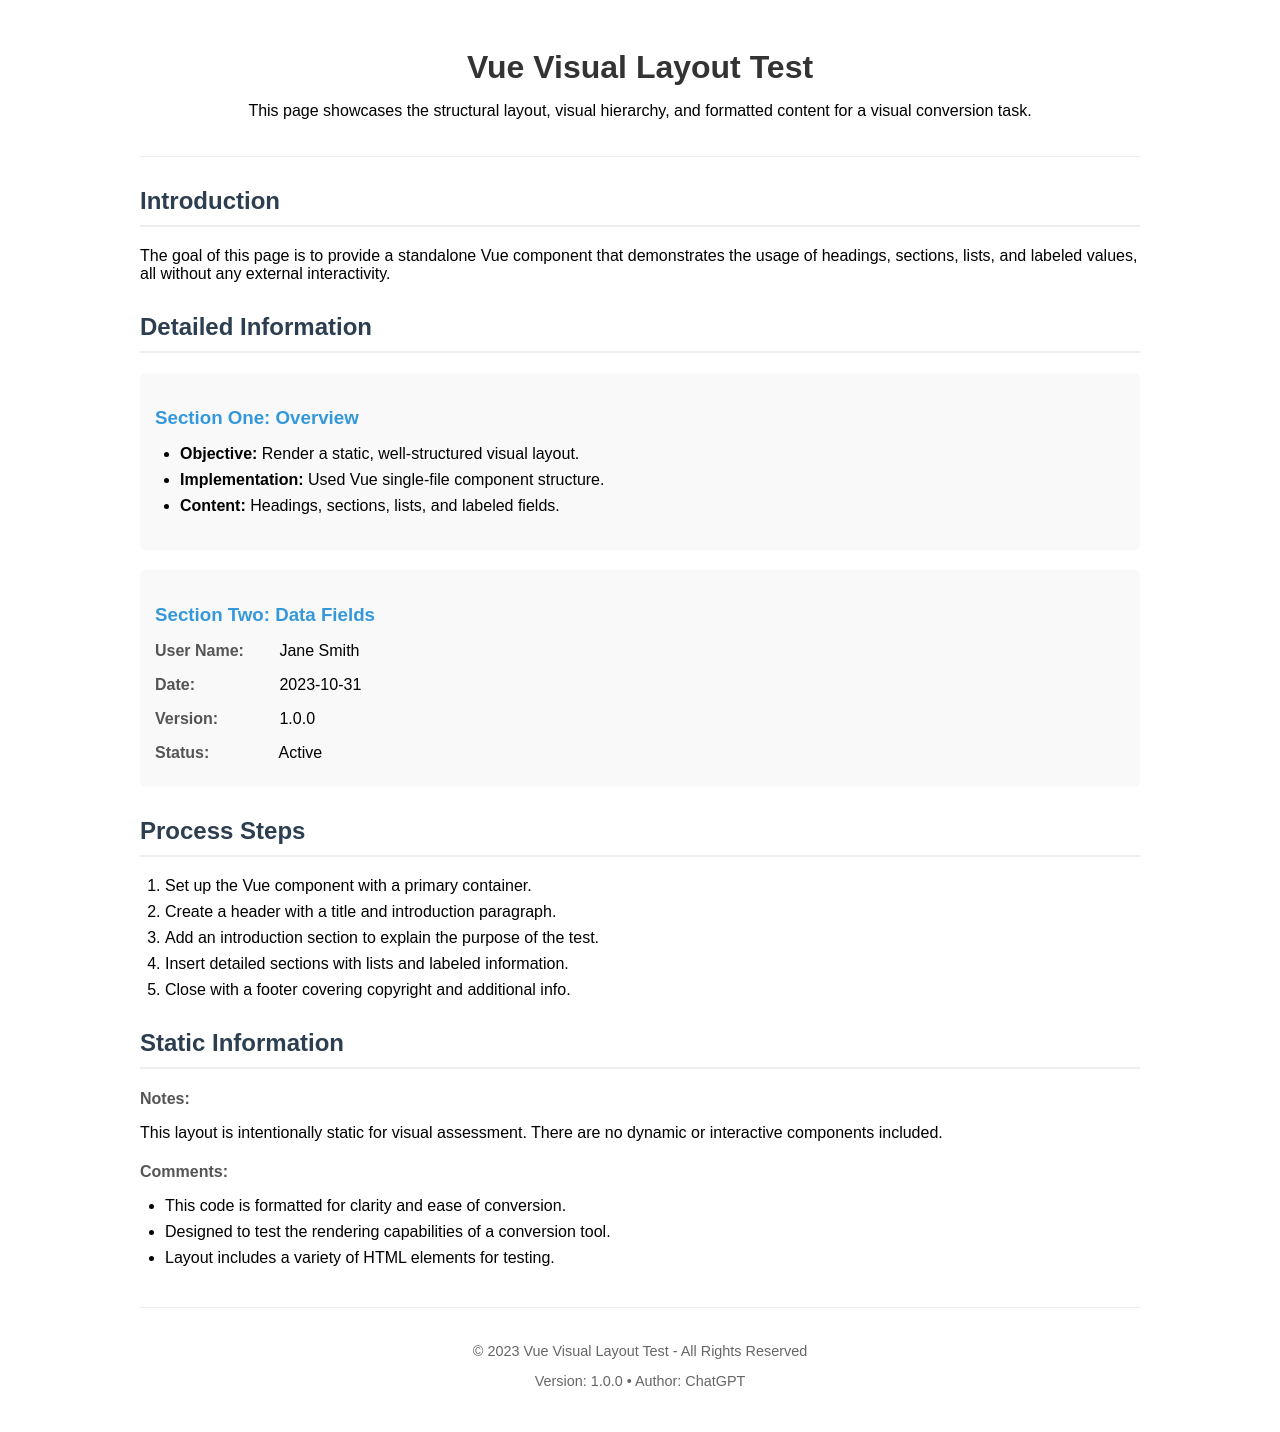 Vue Visual Layout Test
This page showcases the structural layout, visual hierarchy, and formatted content for a visual conversion task.
Introduction
The goal of this page is to provide a standalone Vue component that demonstrates the usage of headings, sections, lists, and labeled values,
all without any external interactivity.
Detailed Information
Section One: Overview
• Objective: Render a static, well-structured visual layout.
• Implementation: Used Vue single-file component structure.
• Content: Headings, sections, lists, and labeled fields.
Section Two: Data Fields
User Name: Jane Smith
Date: 2023-10-31
Version: 1.0.0
Status: Active
Process Steps
1. Set up the Vue component with a primary container.
2. Create a header with a title and introduction paragraph.
3. Add an introduction section to explain the purpose of the test.
4. Insert detailed sections with lists and labeled information.
5. Close with a footer covering copyright and additional info.
Static Information
Notes:
This layout is intentionally static for visual assessment. There are no dynamic or interactive components included.
Comments:
• This code is formatted for clarity and ease of conversion.
• Designed to test the rendering capabilities of a conversion tool.
• Layout includes a variety of HTML elements for testing.
© 2023 Vue Visual Layout Test - All Rights Reserved
Version: 1.0.0 • Author: ChatGPT